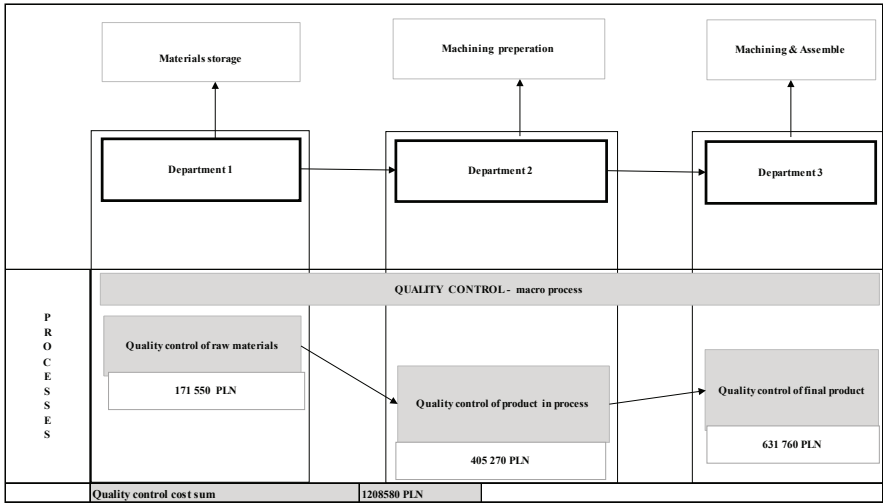 Materials storage
Machining preperation
Machining & Assemble
Department 1
Department 2
Department 3
QUALITY CONTROL - macro process
P
R
O
C
E
S
S
E
S
Quality control of raw materials
171 550 PLN
Quality control of product in process
405 270 PLN
Quality control of final product
631 760 PLN
Quality control cost sum
1208580 PLN